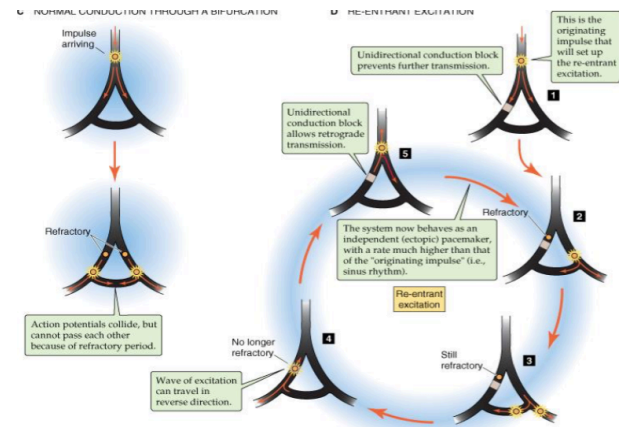 C NORMAL CONDUCTION THROUGH A BIFURCATION
Impulse
arriving
Refractory
Action potentials collide, but
cannot pass each other
because of refractory period.
D RE-ENTRANT EXCITATION
This is the
originating
impulse that
will set up
the re-entrant
excitation.
Unidirectional conduction block
prevents further transmission.
1
Unidirectional
conduction block
allows retrograde
transmission.
5
Refractory
2
The system now behaves as an
independent (ectopic) pacemaker,
with a rate much higher than that
of the "originating impulse" (i.e.,
sinus rhythm).
Re-entrant
excitation
No longer
refractory
4
Still
refractory
3
Wave of excitation
can travel in
reverse direction.